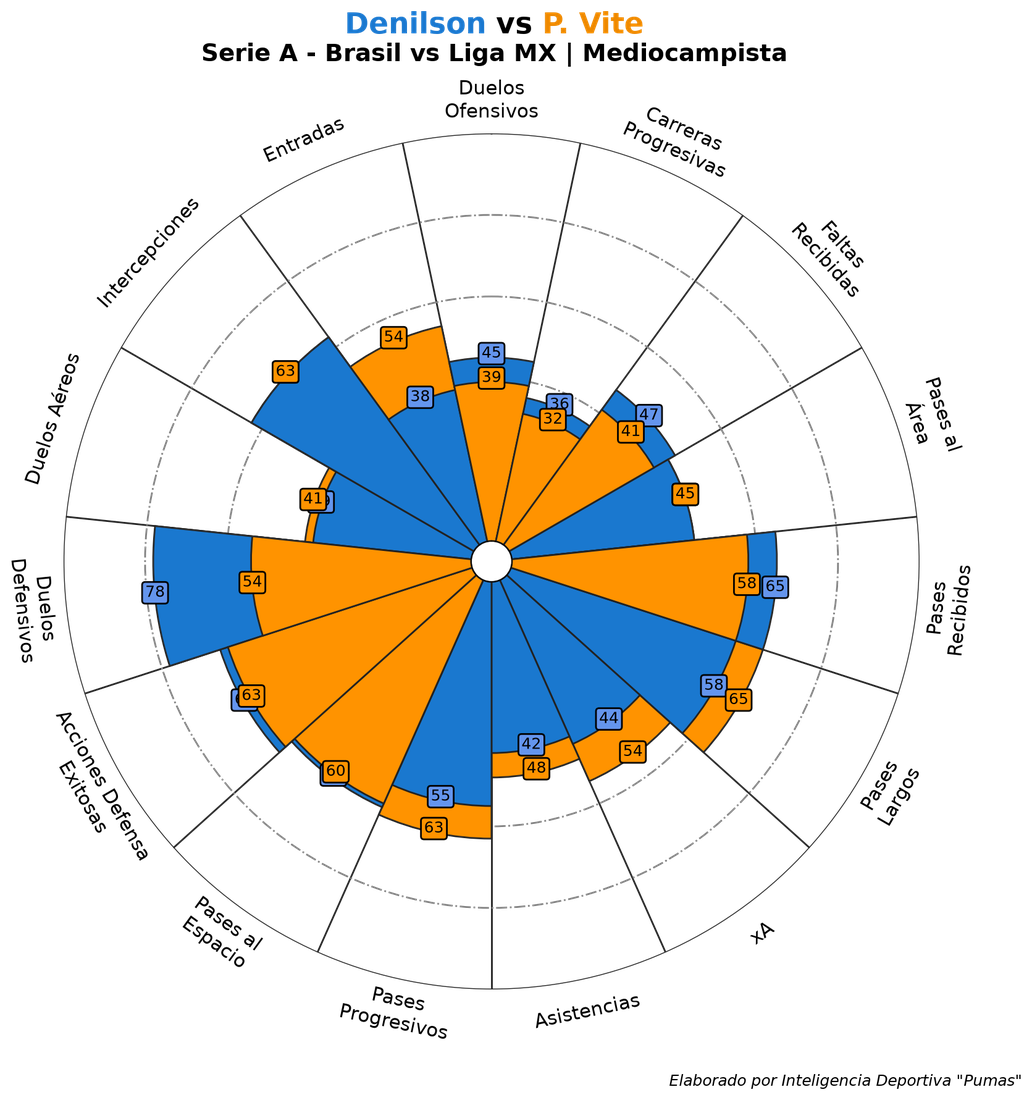 Denilson vs P. Vite
Serie A - Brasil vs Liga MX | Mediocampista
Duelos
Ofensivos
Carreras
Progresivas
Faltas
Recibidas
Pases al
Área
Pases
Recibidos
Pases
Largos
xA
Asistencias
Pases
Progresivos
Pases al
Espacio
Acciones Defensa
Exitosas
Duelos
Defensivos
Duelos Aéreos
Intercepciones
Entradas
45
39
36
32
47
41
45
65
58
58
65
44
54
42
48
55
63
60
63
78
54
41
63
54
38
Elaborado por Inteligencia Deportiva "Pumas"